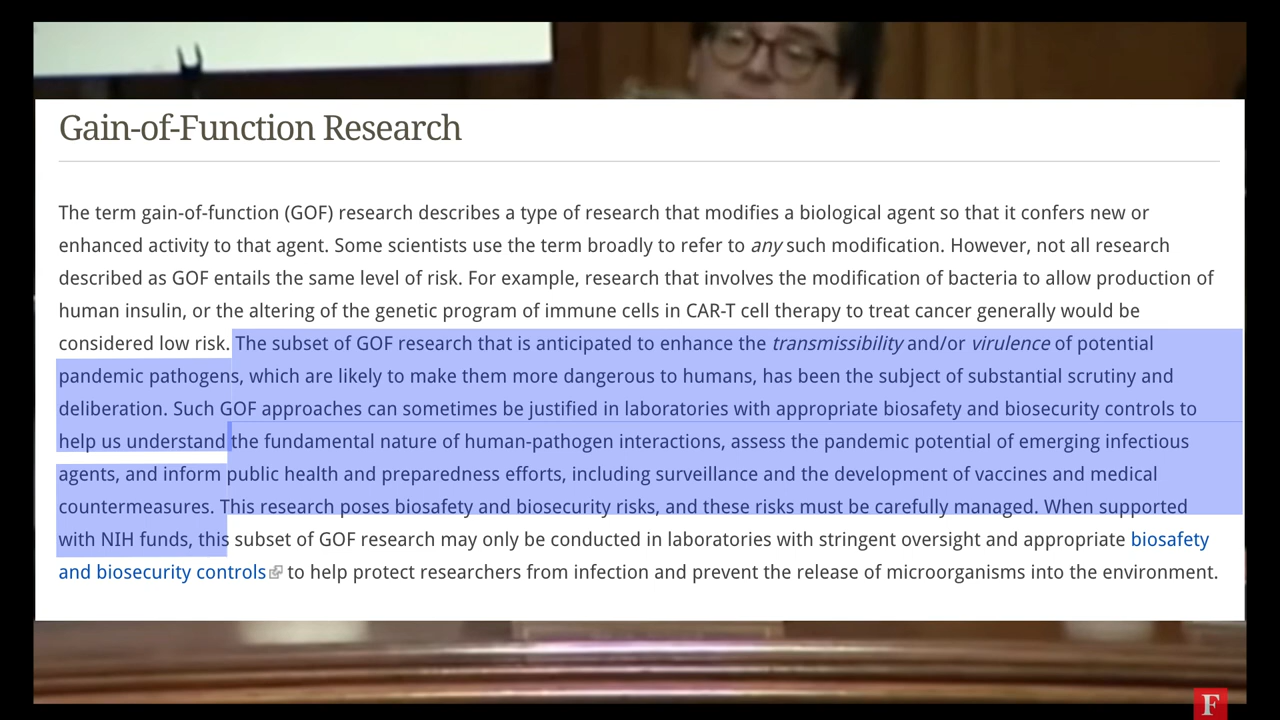 Gain-of-Function Research
The term gain-of-function (GOF) research describes a type of research that modifies a biological agent so that it confers new or
enhanced activity to that agent. Some scientists use the term broadly to refer to any such modification. However, not all research
described as GOF entails the same level of risk. For example, research that involves the modification of bacteria to allow production of
human insulin, or the altering of the genetic program of immune cells in CAR-T cell therapy to treat cancer generally would be
considered low risk. The subset of GOF research that is anticipated to enhance the transmissibility and/or virulence of potential
pandemic pathogens, which are likely to make them more dangerous to humans, has been the subject of substantial scrutiny and
deliberation. Such GOF approaches can sometimes be justified in laboratories with appropriate biosafety and biosecurity controls to
help us understand the fundamental nature of human-pathogen interactions, assess the pandemic potential of emerging infectious
agents, and inform public health and preparedness efforts, including surveillance and the development of vaccines and medical
countermeasures. This research poses biosafety and biosecurity risks, and these risks must be carefully managed. When supported
with NIH funds, this subset of GOF research may only be conducted in laboratories with stringent oversight and appropriate biosafety
and biosecurity controls to help protect researchers from infection and prevent the release of microorganisms into the environment.
F